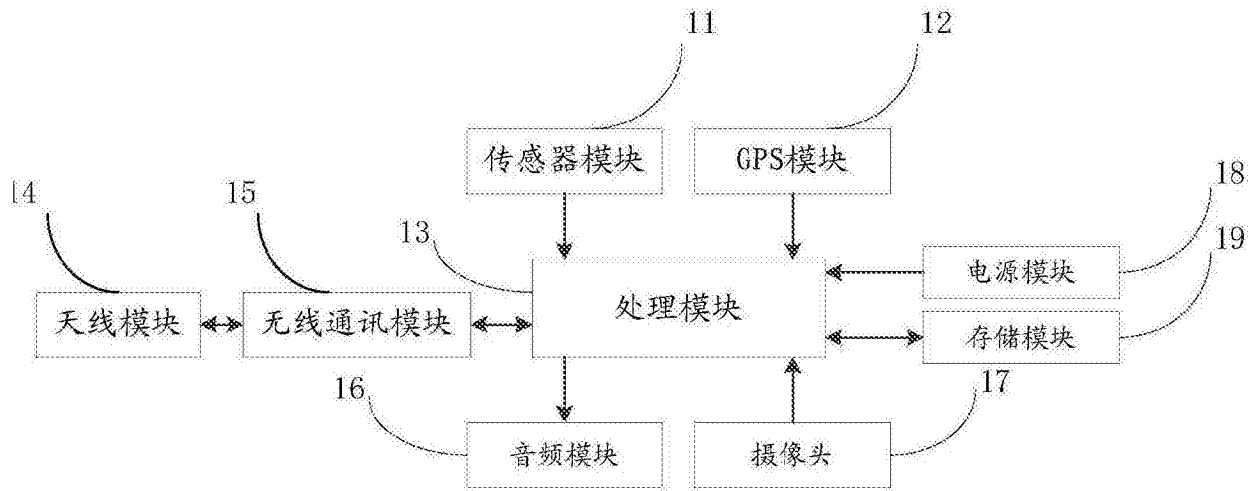 11
12
传感器模块
GPS模块
14
15
13
18
19
天线模块
无线通讯模块
处理模块
电源模块
存储模块
16
17
音频模块
摄像头